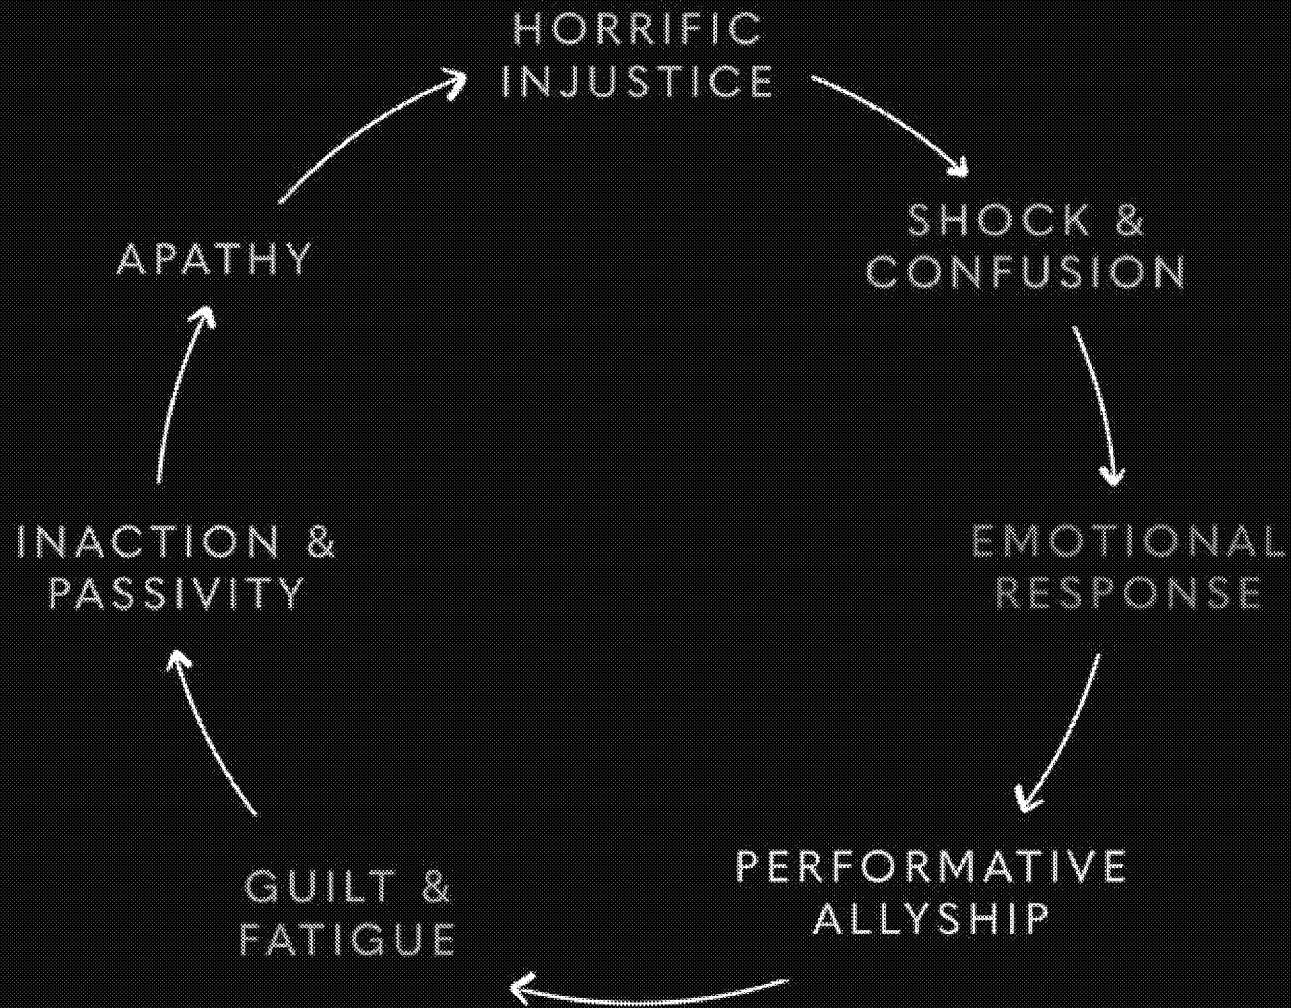 HORRIFIC
INJUSTICE
SHOCK &
CONFUSION
EMOTIONAL
RESPONSE
PERFORMATIVE
ALLYSHIP
GUILT &
FATIGUE
INACTION &
PASSIVITY
APATHY